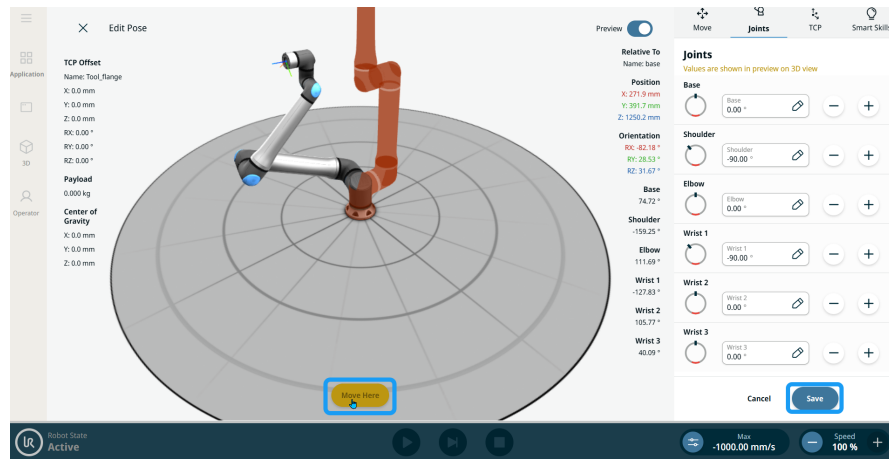 Edit Pose
Preview
Move
Joints
TCP
Smart Skills
Application
3D
Operator
TCP Offset
Name: Tool_flange
X: 0.0 mm
Y: 0.0 mm
Z: 0.0 mm
RX: 0.00 °
RY: 0.00 °
RZ: 0.00 °
Payload
0.000 kg
Center of
Gravity
X: 0.0 mm
Y: 0.0 mm
Z: 0.0 mm
Relative To
Name: base
Position
X: 271.9 mm
Y: 391.7 mm
Z: 1250.2 mm
Orientation
RX: -82.18 °
RY: 28.53 °
RZ: 31.67 °
Base
74.72 °
Shoulder
-159.25 °
Elbow
111.69 °
Wrist 1
-127.83 °
Wrist 2
105.77 °
Wrist 3
40.09 °
Joints
Values are shown in preview on 3D view
Base
Base
0.00 °
Shoulder
Shoulder
-90.00 °
Elbow
Elbow
0.00 °
Wrist 1
Wrist 1
-90.00 °
Wrist 2
Wrist 2
0.00 °
Wrist 3
Wrist 3
0.00 °
Move Here
Cancel
Save
UR
Robot State
Active
Max
-1000.00 mm/s
Speed
100 %